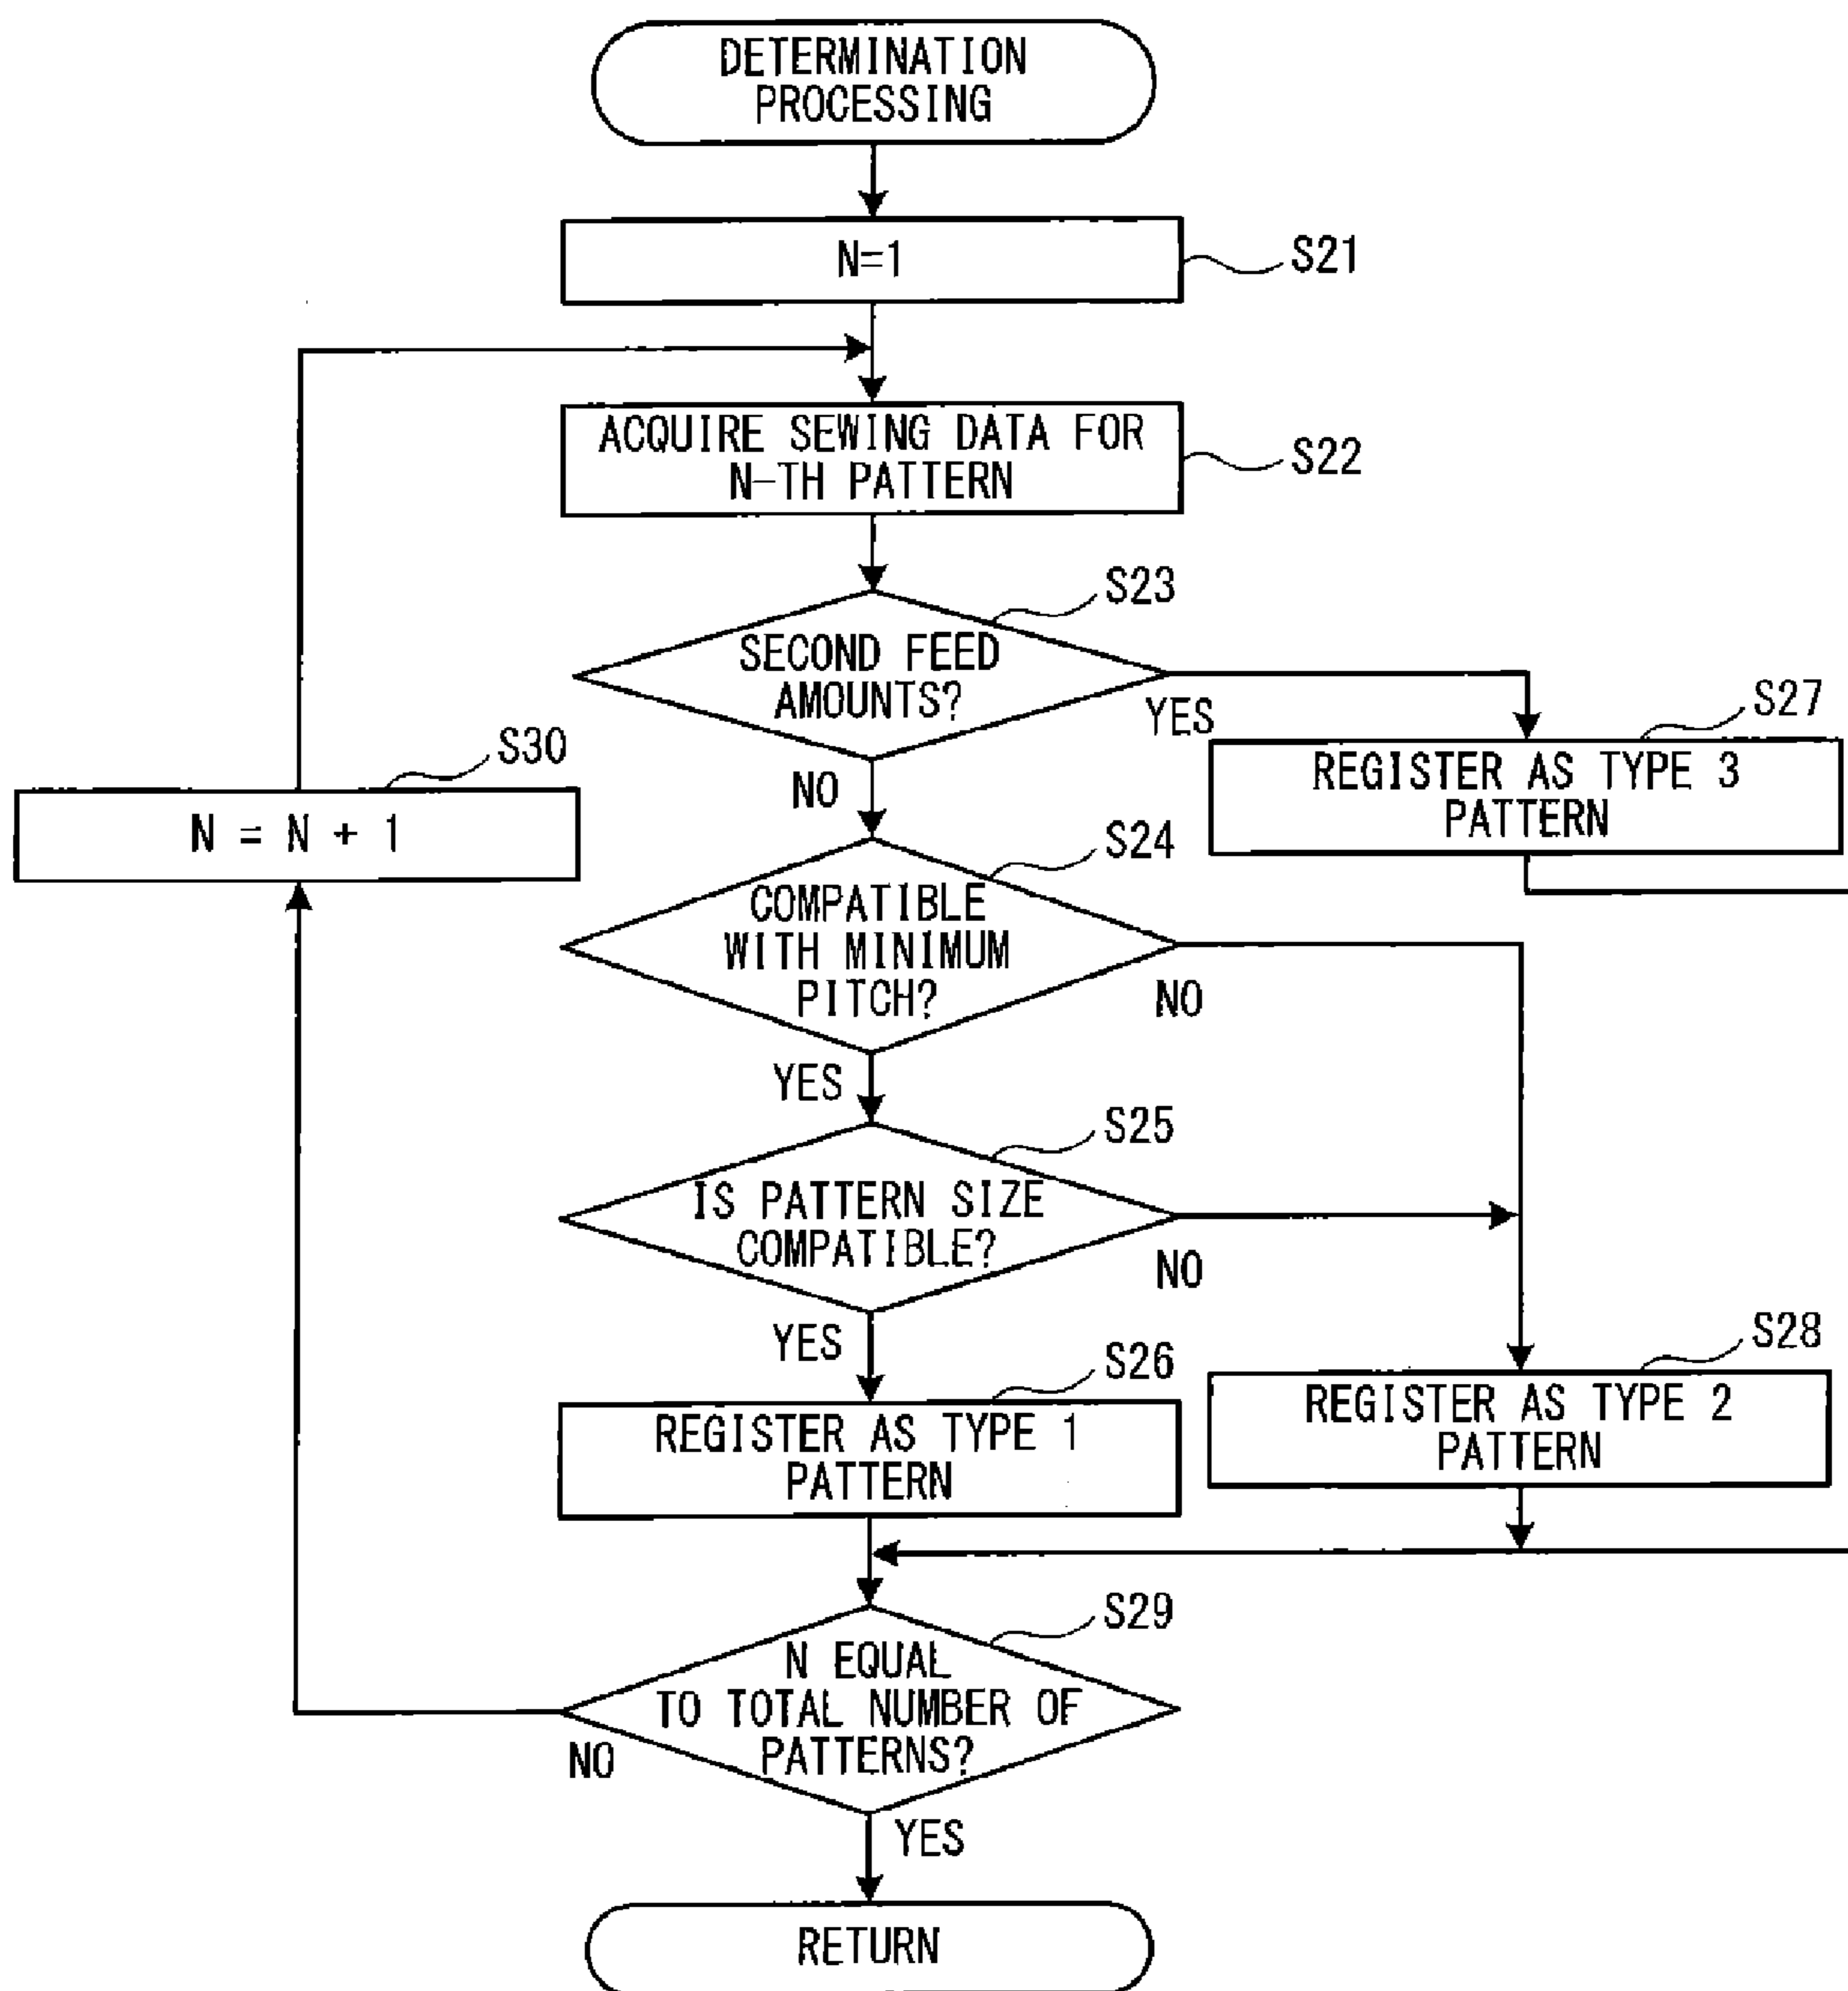 DETERMINATION
PROCESSING
N=1
S21
ACQUIRE SEWING DATA FOR
N-TH PATTERN
S22
S23
SECOND FEED
AMOUNTS?
YES
NO
S27
REGISTER AS TYPE 3
PATTERN
S30
N = N + 1
S24
COMPATIBLE
WITH MINIMUM
PITCH?
NO
YES
S25
IS PATTERN SIZE
COMPATIBLE?
NO
YES
S26
REGISTER AS TYPE 1
PATTERN
S28
REGISTER AS TYPE 2
PATTERN
S29
N EQUAL
TO TOTAL NUMBER OF
PATTERNS?
NO
YES
RETURN